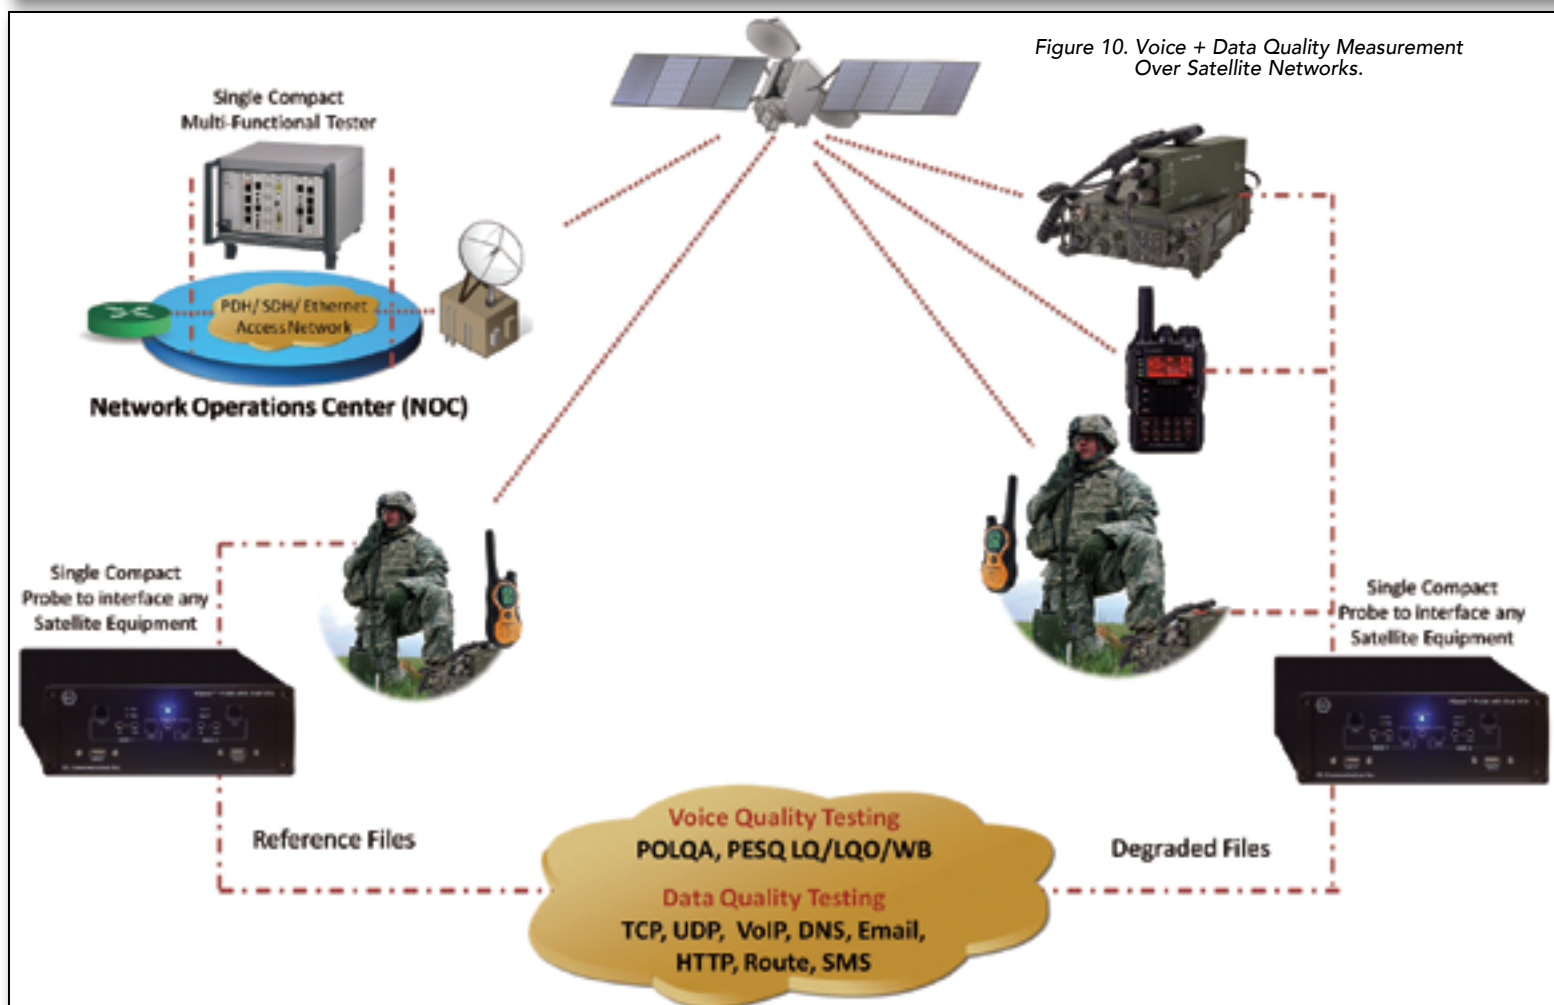 Figure 10. Voice + Data Quality Measurement
Over Satellite Networks.
Single Compact
Multi-Functional Tester
PDH/ SDH/ Ethernet
Access Network
Network Operations Center (NOC)
Single Compact
Probe to interface any
Satellite Equipment
Single Compact
Probe to interface any
Satellite Equipment
Reference Files
Voice Quality Testing
POLQA, PESQ LQ/LQO/WB
Data Quality Testing
TCP, UDP, VoIP, DNS, Email,
HTTP, Route, SMS
Degraded Files